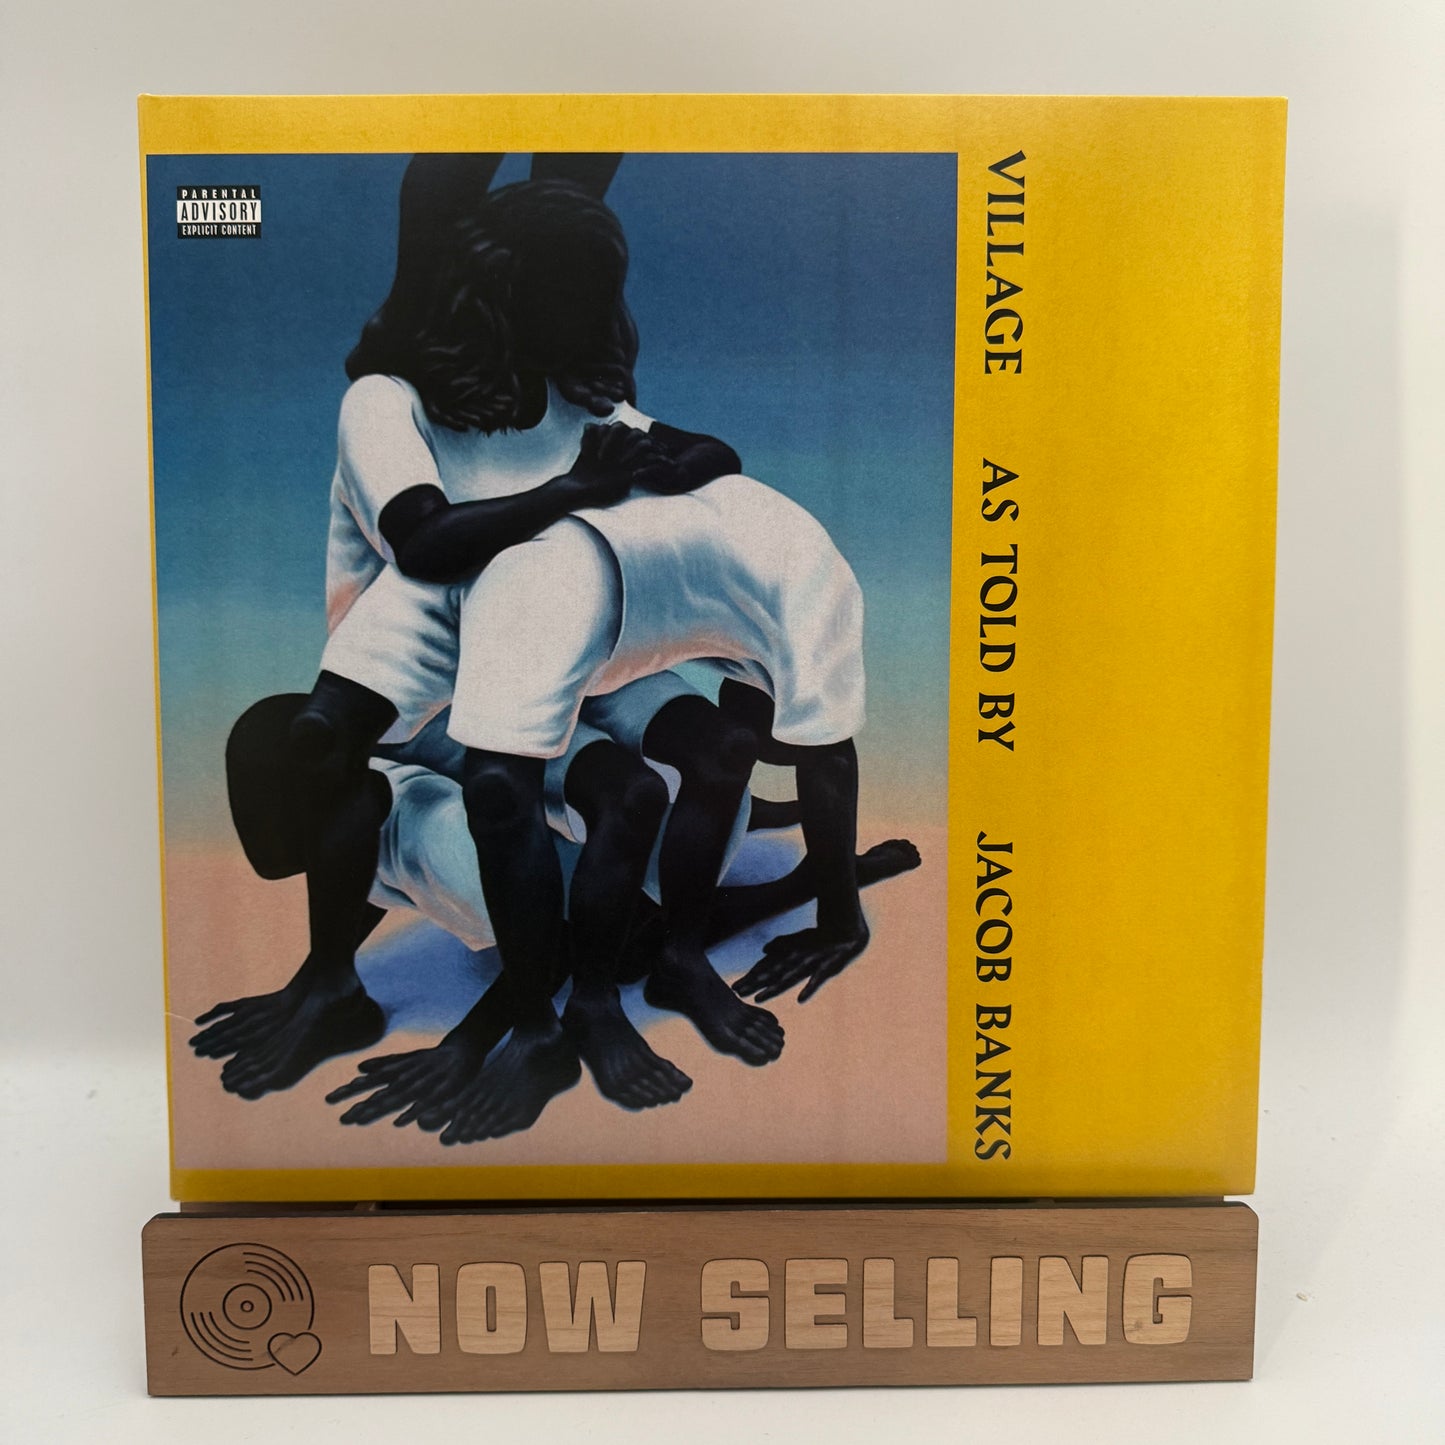 PARENTAL
ADVISORY
EXPLICIT CONTENT
VILLAGE AS TOLD BY JACOB BANKS
NOW SELLING